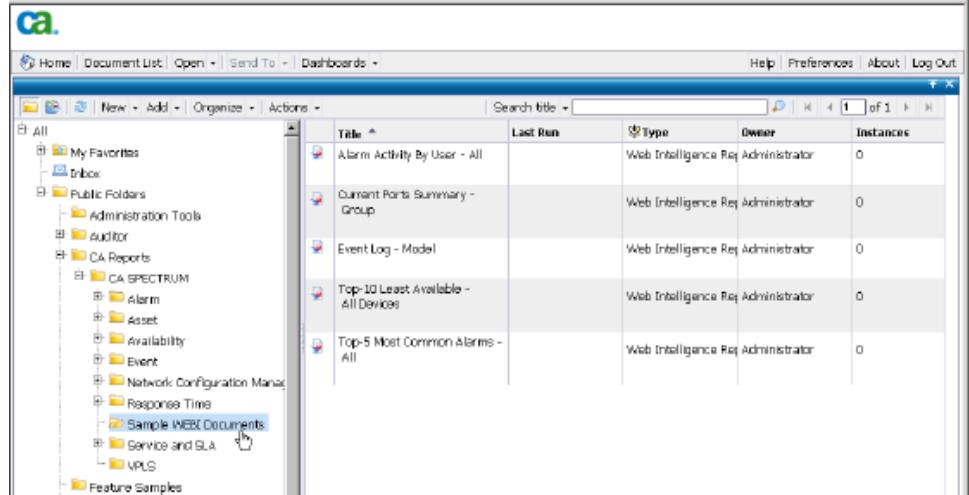 ca.
Home Document List Open Send To Dashboards Help Preferences About Log Out
New Add Organize Actions Search title 1 of 1
All
My Favorites
Inbox
Public Folders
Administration Tools
Auditor
CA Reports
CA SPECTRUM
Alarm
Asset
Availability
Event
Network Configuration Manag
Response Time
Sample WEBI Documents
Service and SLA
VPLS
Feature Samples
Title Last Run Type Owner Instances
Alarm Activity By User - All Web Intelligence Rep Administrator 0
Current Ports Summary -
Group Web Intelligence Rep Administrator 0
Event Log - Model Web Intelligence Rep Administrator 0
Top-10 Least Available -
All Devices Web Intelligence Rep Administrator 0
Top-5 Most Common Alarms -
All Web Intelligence Rep Administrator 0